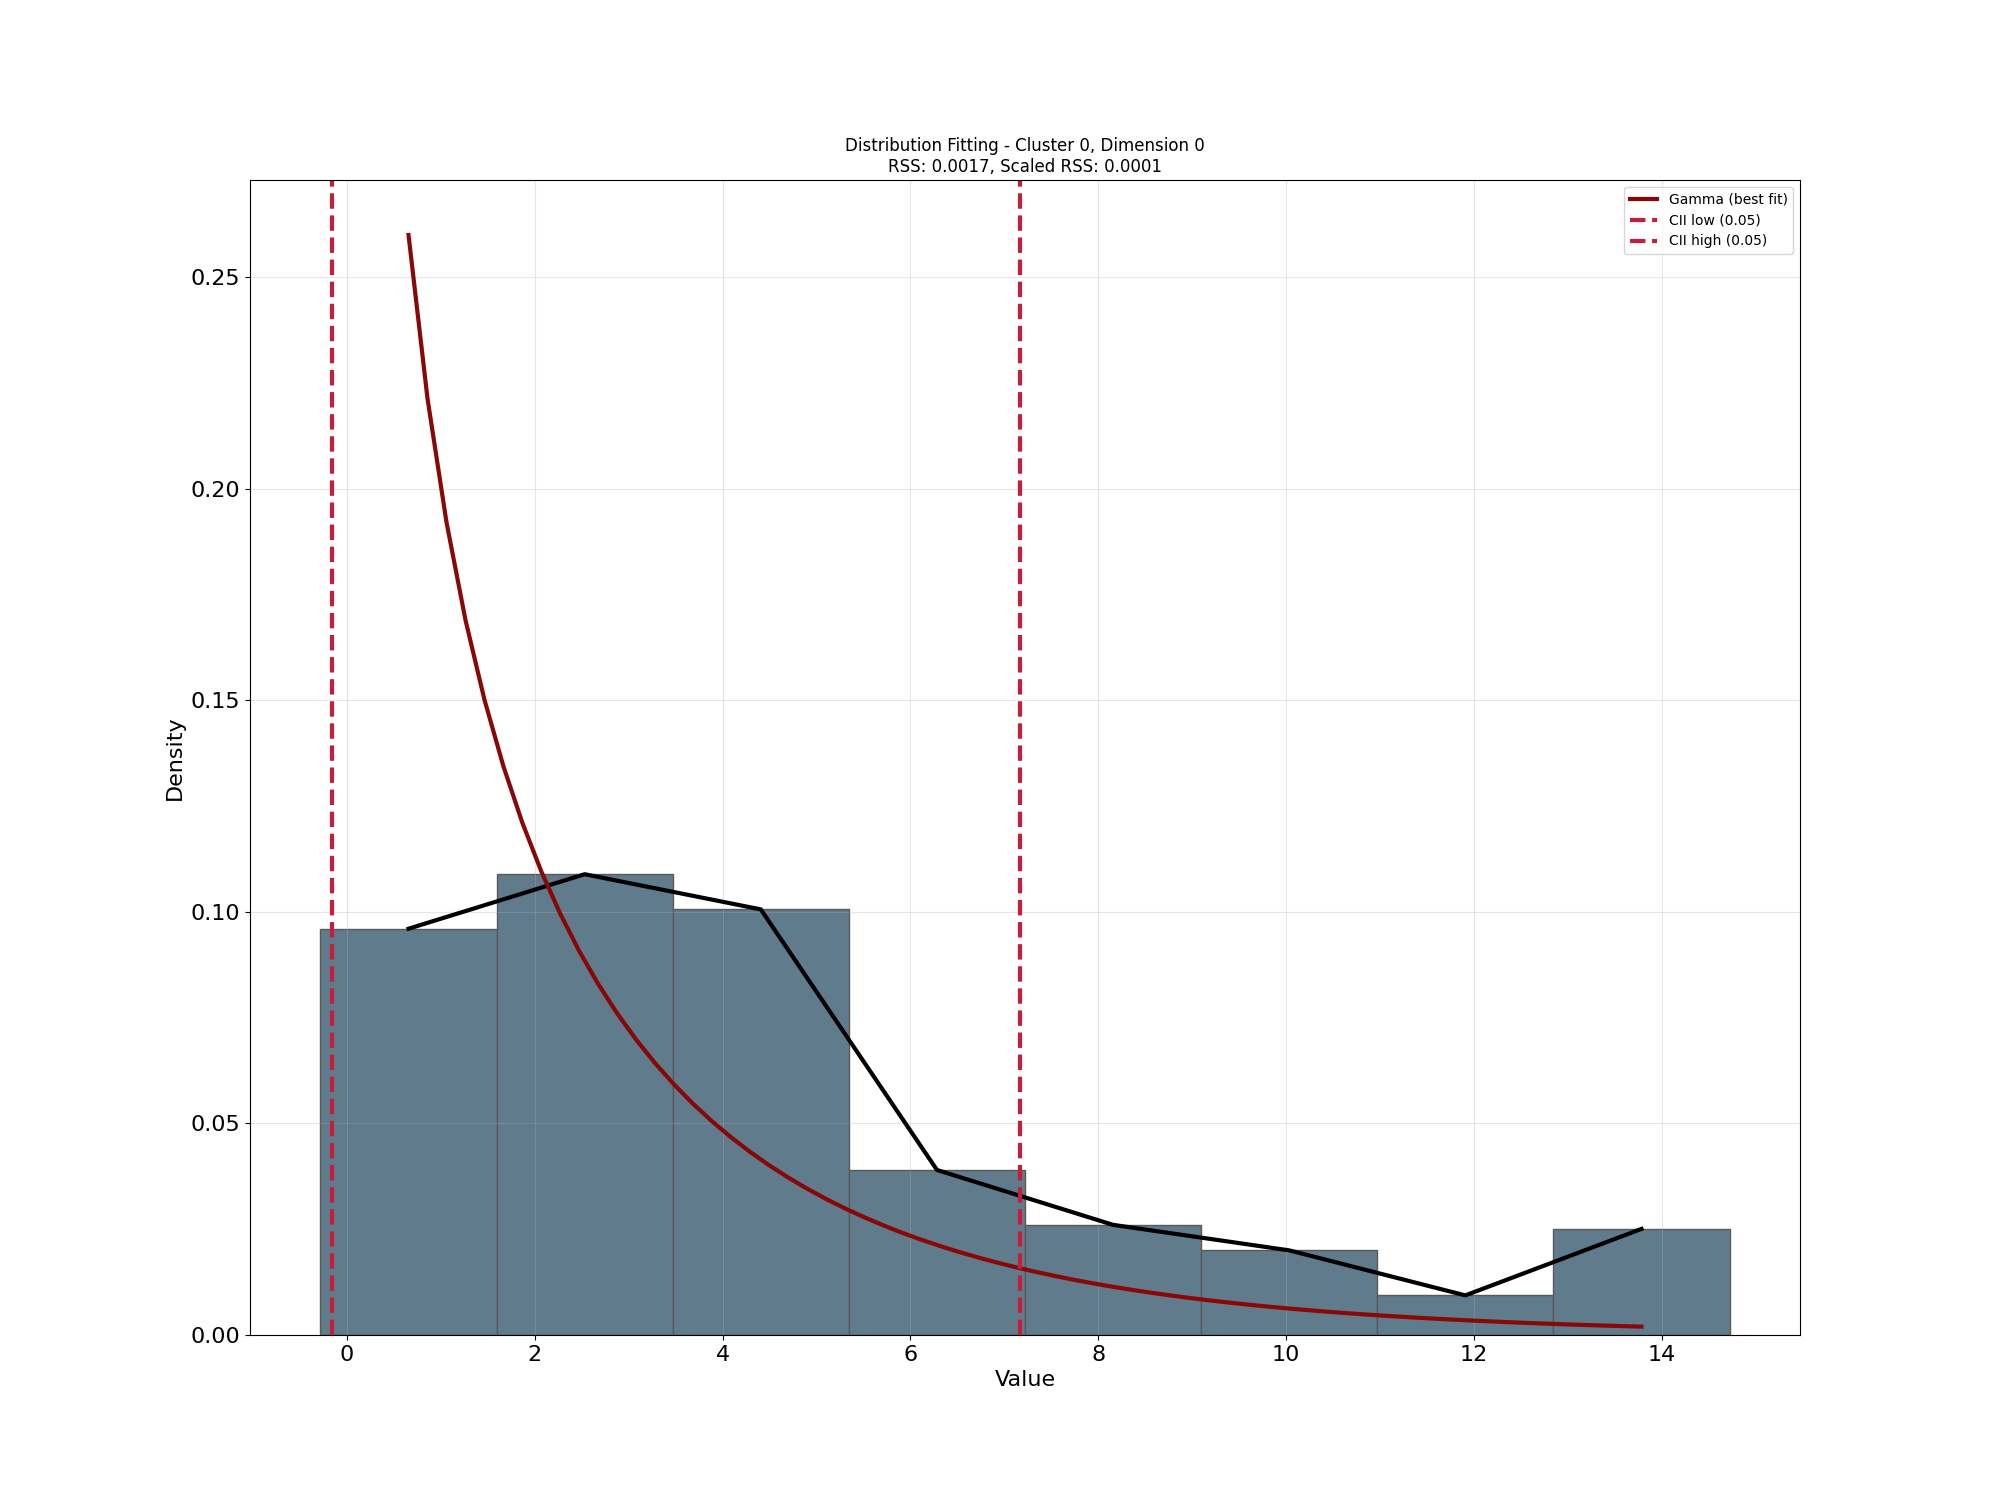 Distribution Fitting - Cluster 0, Dimension 0
RSS: 0.0017, Scaled RSS: 0.0001
Gamma (best fit)
CII low (0.05)
CII high (0.05)
0.25
0.20
0.15
0.10
0.05
0.00
Density
0 2 4 6 8 10 12 14
Value